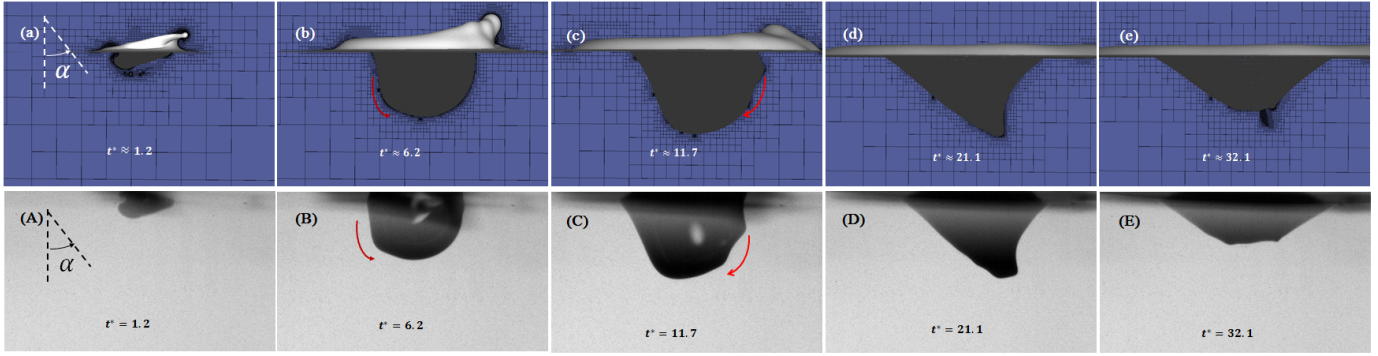 (a)
α
t* ≈ 1.2
(b)
t* ≈ 6.2
(c)
t* ≈ 11.7
(d)
t* ≈ 21.1
(e)
t* ≈ 32.1
(A)
α
t* = 1.2
(B)
t* = 6.2
(C)
t* = 11.7
(D)
t* = 21.1
(E)
t* = 32.1